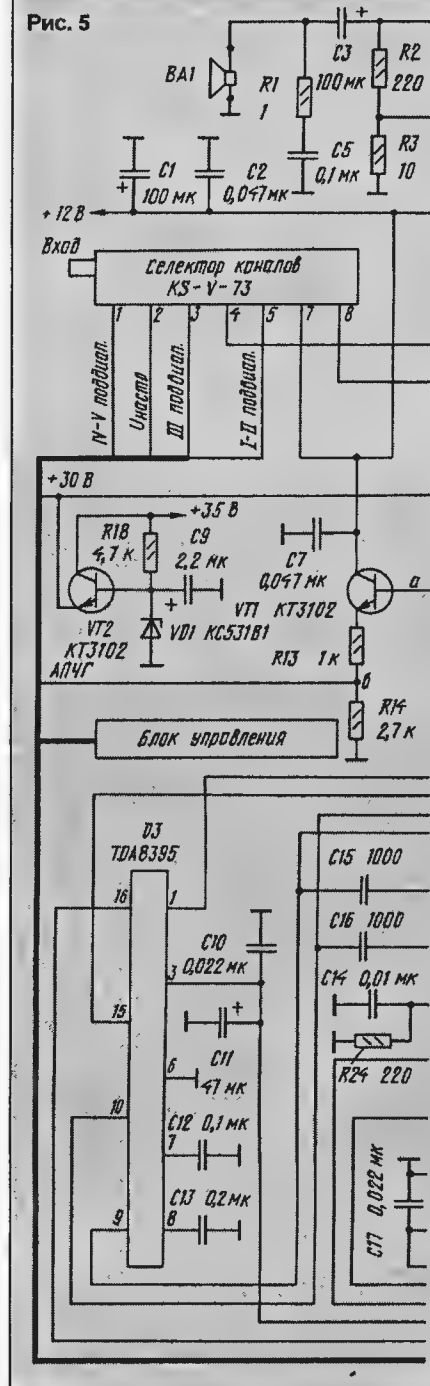 Рис. 5
BA1
R1
1
C3
100 мк
R2
220
C1
100 мк
C2
0,047 мк
C5
0,1 мк
R3
10
+ 12 В
Вход
Селектор каналов
KS - V - 73
1 2 3 4 5 7 8
IV-V поддиап.
Uнастр
III поддиап.
I-II поддиап.
+30 В
+35 В
R18
4,7 к
C9
2,2 мк
C7
0,047 мк
a
VT2
КТ3102
VD1 КС531В1
VT1 КТ3102
R13 1 к
АПЧГ
б
R14
2,7 к
Блок управления
D3
TDA8395
16 1
C15 1000
C16 1000
C10
0,022 мк
3
C14 0,01 мк
15
R24 220
C11
47 мк
6
10
C12 0,1 мк
7
C13 0,2 мк
9 8
C17 0,022 мк